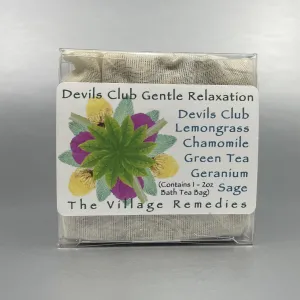 Devils Club Gentle Relaxation
Devils Club
Lemongrass
Chamomile
Green Tea
Geranium
Sage
(Contains 1 - 2oz
Bath Tea Bag)
The Village Remedies